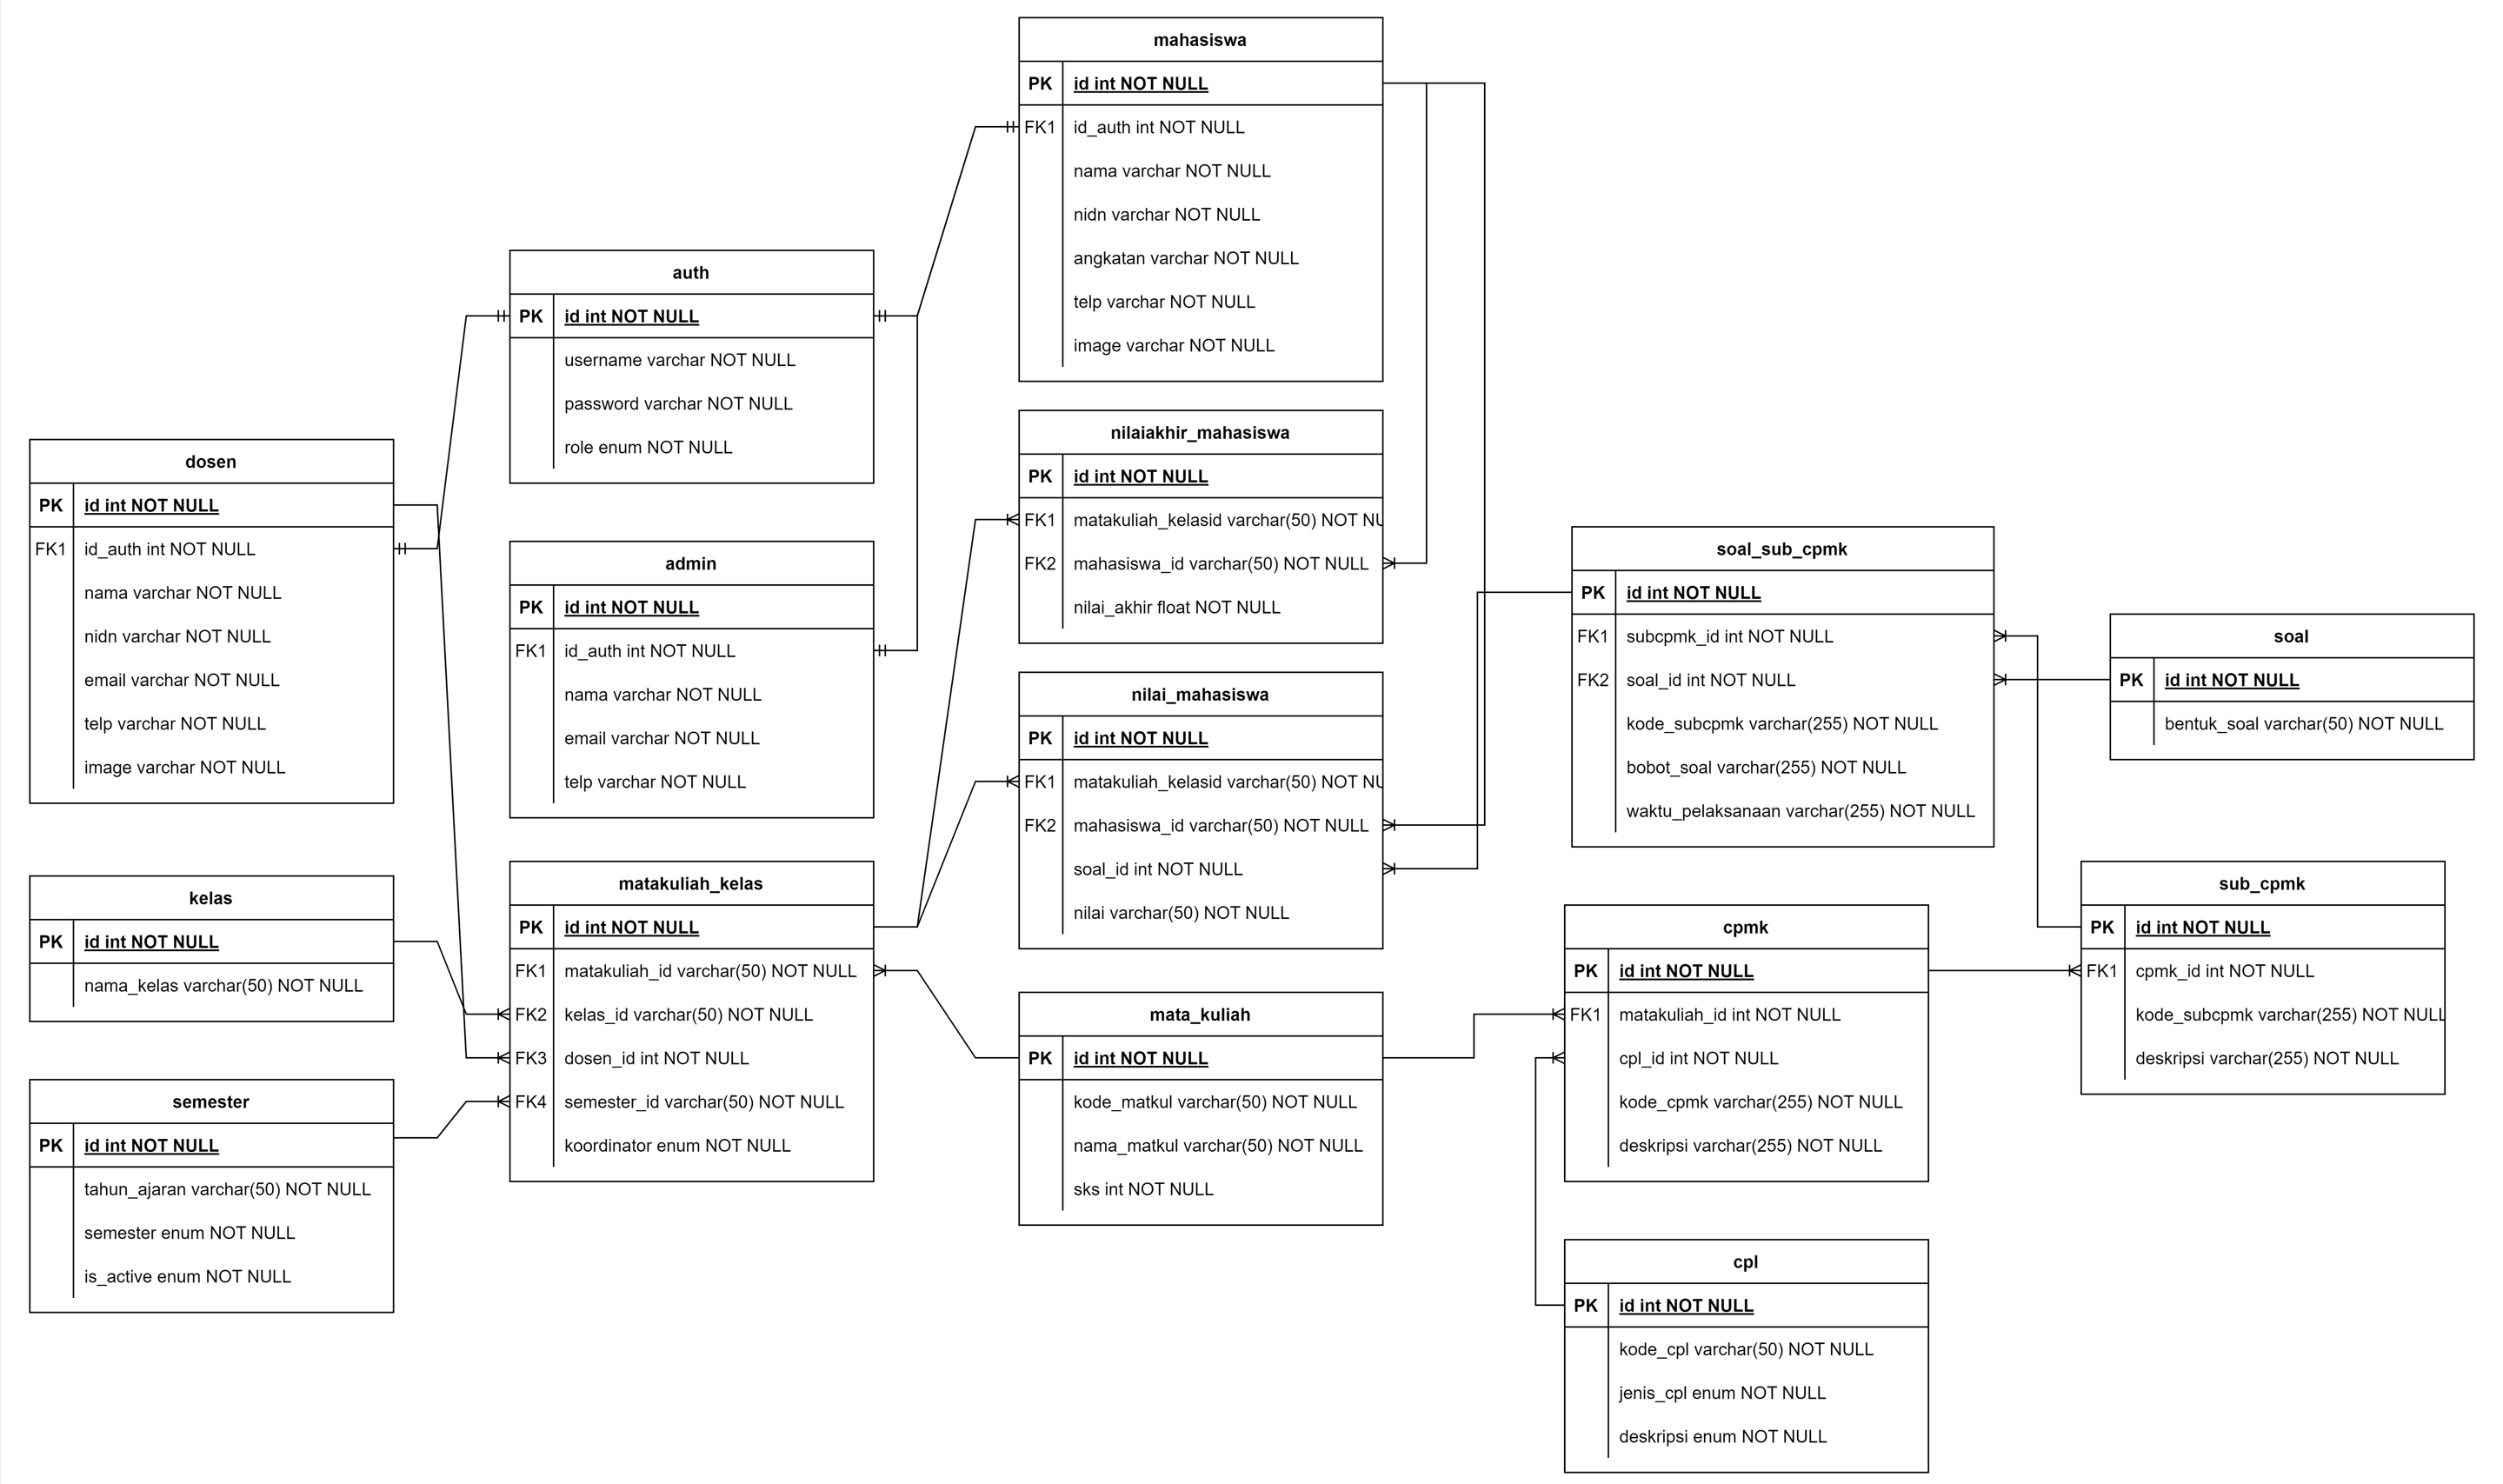 mahasiswa
PK id int NOT NULL
FK1 id_auth int NOT NULL
nama varchar NOT NULL
nidn varchar NOT NULL
angkatan varchar NOT NULL
telp varchar NOT NULL
image varchar NOT NULL
auth
PK id int NOT NULL
username varchar NOT NULL
password varchar NOT NULL
role enum NOT NULL
dosen
PK id int NOT NULL
FK1 id_auth int NOT NULL
nama varchar NOT NULL
nidn varchar NOT NULL
email varchar NOT NULL
telp varchar NOT NULL
image varchar NOT NULL
admin
PK id int NOT NULL
FK1 id_auth int NOT NULL
nama varchar NOT NULL
email varchar NOT NULL
telp varchar NOT NULL
nilaiakhir_mahasiswa
PK id int NOT NULL
FK1 matakuliah_kelasid varchar(50) NOT NU
FK2 mahasiswa_id varchar(50) NOT NULL
nilai_akhir float NOT NULL
nilai_mahasiswa
PK id int NOT NULL
FK1 matakuliah_kelasid varchar(50) NOT NU
FK2 mahasiswa_id varchar(50) NOT NULL
soal_id int NOT NULL
nilai varchar(50) NOT NULL
soal_sub_cpmk
PK id int NOT NULL
FK1 subcpmk_id int NOT NULL
FK2 soal_id int NOT NULL
kode_subcpmk varchar(255) NOT NULL
bobot_soal varchar(255) NOT NULL
waktu_pelaksanaan varchar(255) NOT NULL
soal
PK id int NOT NULL
bentuk_soal varchar(50) NOT NULL
kelas
PK id int NOT NULL
nama_kelas varchar(50) NOT NULL
matakuliah_kelas
PK id int NOT NULL
FK1 matakuliah_id varchar(50) NOT NULL
FK2 kelas_id varchar(50) NOT NULL
FK3 dosen_id int NOT NULL
FK4 semester_id varchar(50) NOT NULL
koordinator enum NOT NULL
semester
PK id int NOT NULL
tahun_ajaran varchar(50) NOT NULL
semester enum NOT NULL
is_active enum NOT NULL
mata_kuliah
PK id int NOT NULL
kode_matkul varchar(50) NOT NULL
nama_matkul varchar(50) NOT NULL
sks int NOT NULL
cpmk
PK id int NOT NULL
FK1 matakuliah_id int NOT NULL
cpl_id int NOT NULL
kode_cpmk varchar(255) NOT NULL
deskripsi varchar(255) NOT NULL
sub_cpmk
PK id int NOT NULL
FK1 cpmk_id int NOT NULL
kode_subcpmk varchar(255) NOT NULL
deskripsi varchar(255) NOT NULL
cpl
PK id int NOT NULL
kode_cpl varchar(50) NOT NULL
jenis_cpl enum NOT NULL
deskripsi enum NOT NULL